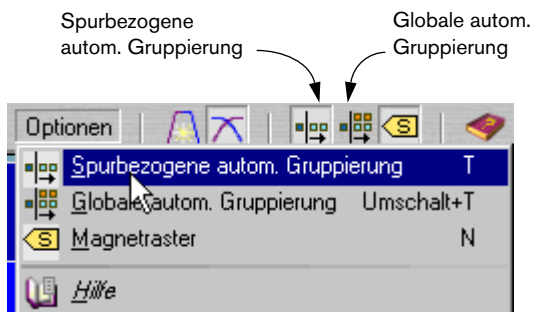 Spurbezogene
autom. Gruppierung
Globale autom.
Gruppierung
Optionen
S
Spurbezogene autom. Gruppierung T
Globale autom. Gruppierung Umschalt+T
S Magnetraster N
Hilfe